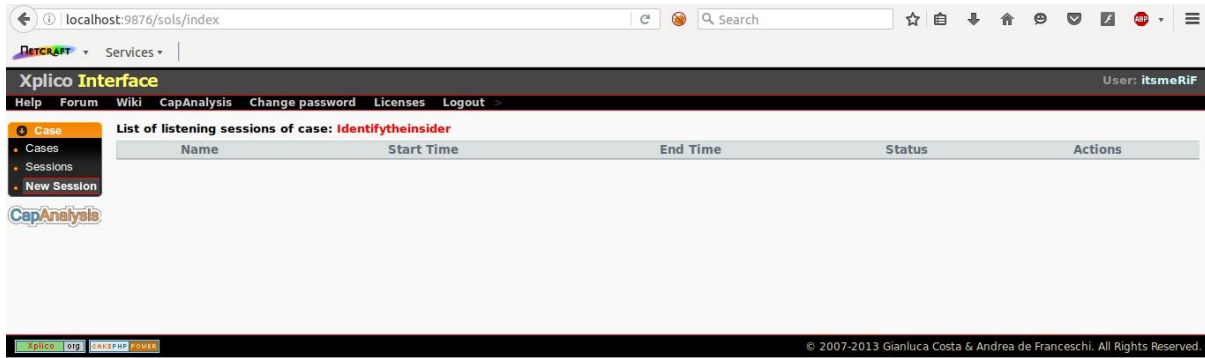 localhost:9876/sols/index
Search
ABP
NETCRAFT Services
Xplico Interface
User: itsmeRiF
Help Forum Wiki CapAnalysis Change password Licenses Logout >
Case
Cases
Sessions
New Session
CapAnalysis
List of listening sessions of case: Identifytheinsider
Name Start Time End Time Status Actions
Xplico org CAKEPHP POWER
© 2007-2013 Gianluca Costa & Andrea de Franceschi. All Rights Reserved.